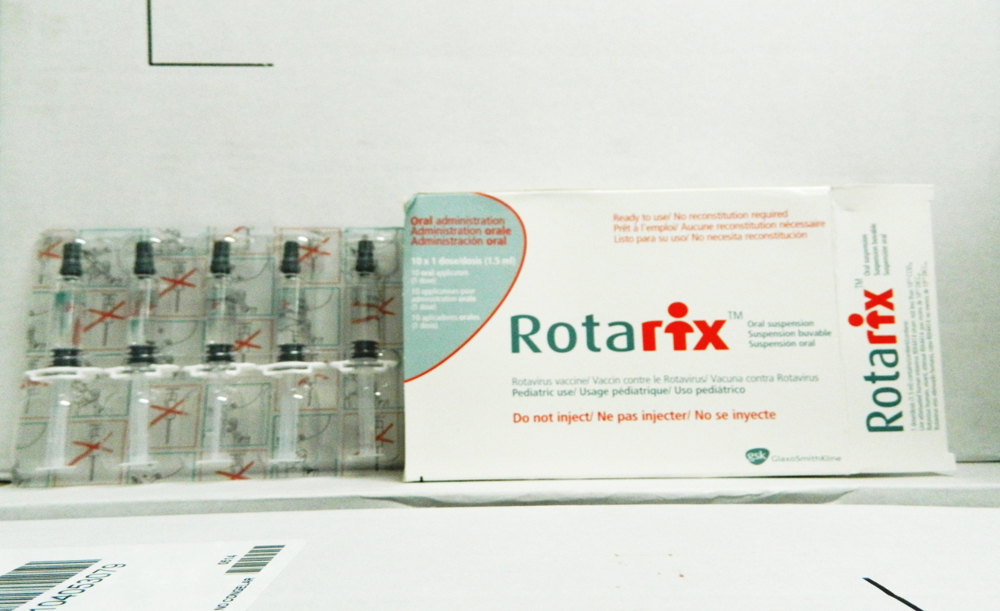 Oral administration
Administration orale
Administración oral
10 x 1 dose/dosis (1.5 ml)
10 oral applicators
(1 dose)
10 applicateurs pour
administration orale
(1 dose)
10 aplicadores orales
(1 dosis)
Ready to use/ No reconstitution required
Prêt à l'emploi/ Aucune reconstitution nécessaire
Listo para su uso/ No necesita reconstitución
Rotarix™
Oral suspension
Suspension buvable
Suspensión oral
Rotavirus vaccine/ Vaccin contre le Rotavirus/ Vacuna contra Rotavirus
Pediatric use/ Usage pédiatrique/ Uso pediátrico
Do not inject/ Ne pas injecter/ No se inyecte
gsk GlaxoSmithKline
Rotarix™
Oral suspension
Suspension buvable
Suspensión oral
104053079
0514
NO CONGELAR